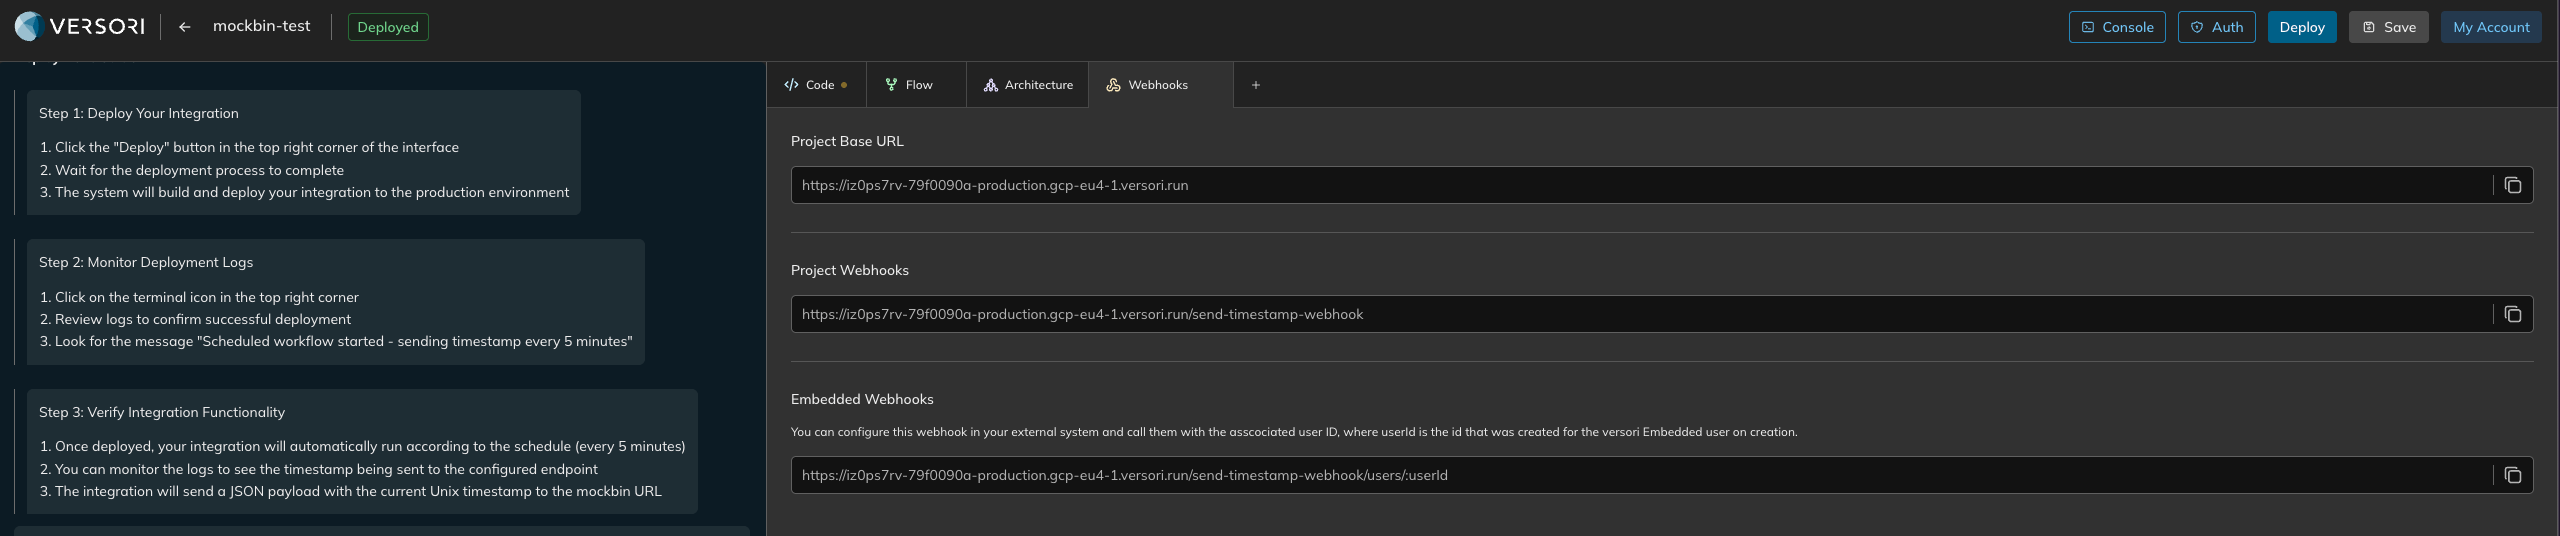 VERSORI
mockbin-test
Deployed
Console
Auth
Deploy
Save
My Account
Step 1: Deploy Your Integration
1. Click the "Deploy" button in the top right corner of the interface
2. Wait for the deployment process to complete
3. The system will build and deploy your integration to the production environment
Step 2: Monitor Deployment Logs
1. Click on the terminal icon in the top right corner
2. Review logs to confirm successful deployment
3. Look for the message "Scheduled workflow started - sending timestamp every 5 minutes"
Step 3: Verify Integration Functionality
1. Once deployed, your integration will automatically run according to the schedule (every 5 minutes)
2. You can monitor the logs to see the timestamp being sent to the configured endpoint
3. The integration will send a JSON payload with the current Unix timestamp to the mockbin URL
Code
Flow
Architecture
Webhooks
+
Project Base URL
https://iz0ps7rv-79f0090a-production.gcp-eu4-1.versori.run
Project Webhooks
https://iz0ps7rv-79f0090a-production.gcp-eu4-1.versori.run/send-timestamp-webhook
Embedded Webhooks
You can configure this webhook in your external system and call them with the asscociated user ID, where userId is the id that was created for the versori Embedded user on creation.
https://iz0ps7rv-79f0090a-production.gcp-eu4-1.versori.run/send-timestamp-webhook/users/:userId